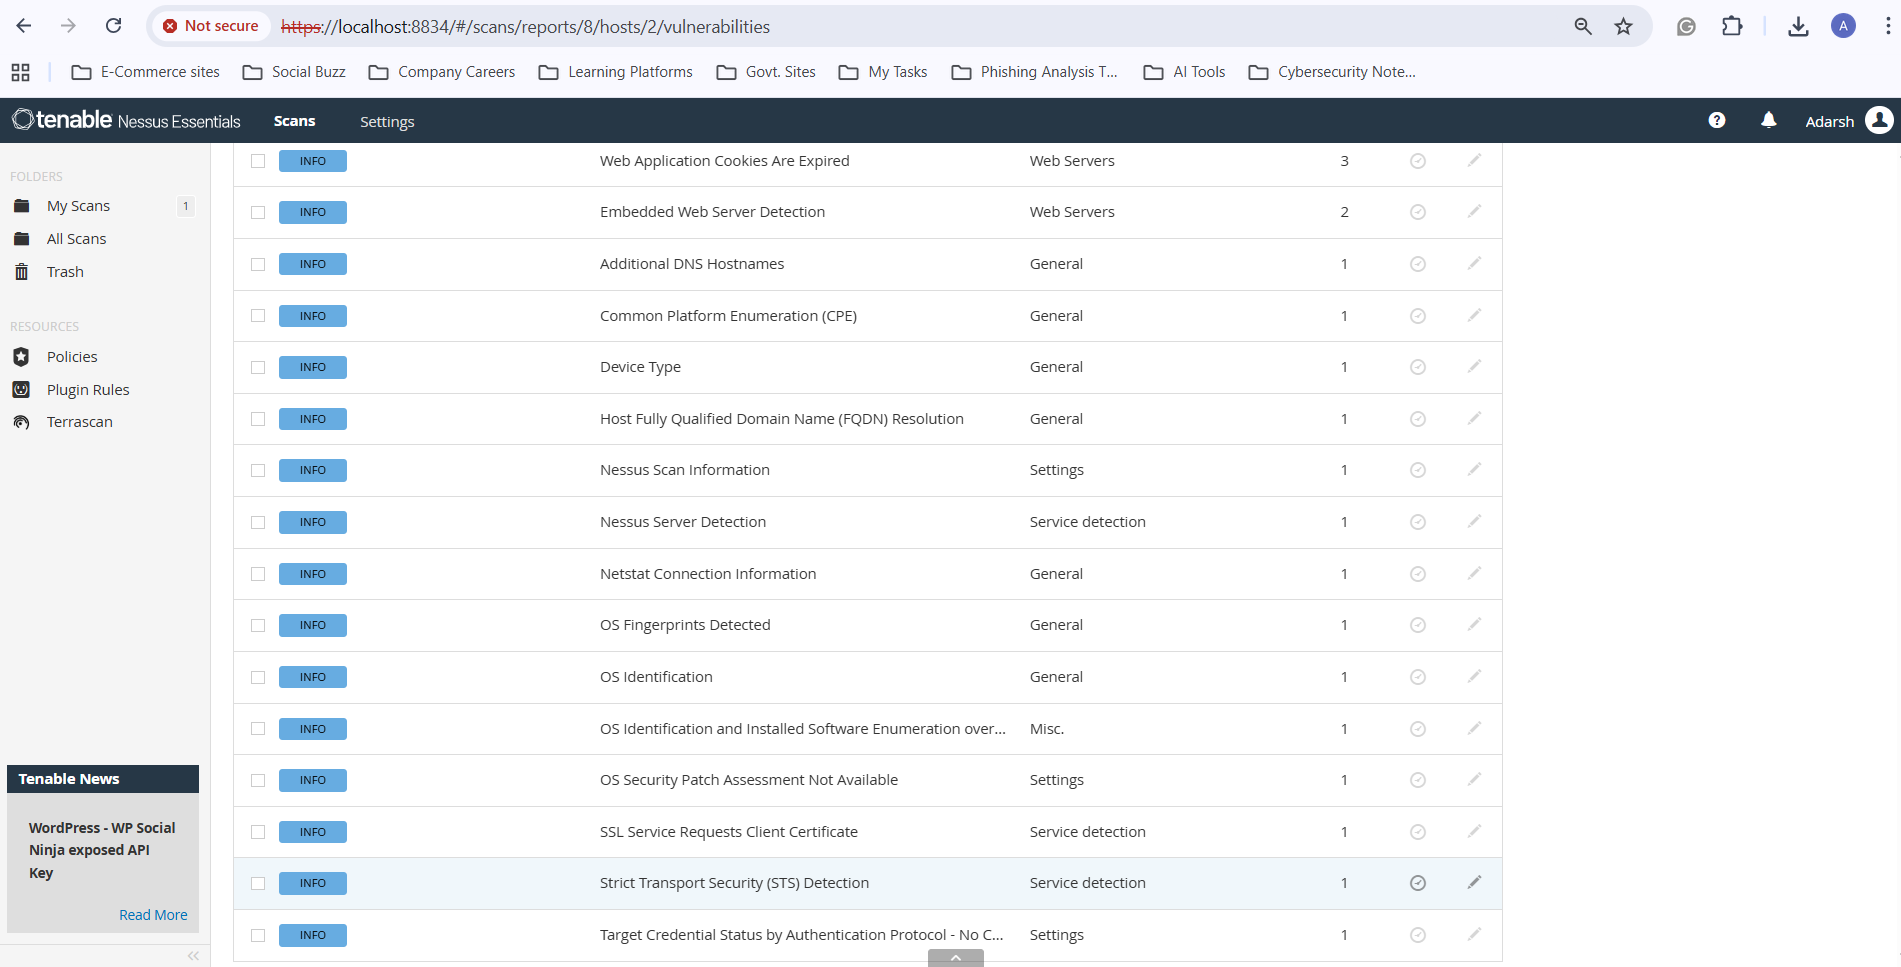 Not secure https://localhost:8834/#/scans/reports/8/hosts/2/vulnerabilities A
E-Commerce sites Social Buzz Company Careers Learning Platforms Govt. Sites My Tasks Phishing Analysis T... AI Tools Cybersecurity Note...
tenable Nessus Essentials Scans Settings ? Adarsh
FOLDERS
My Scans 1
All Scans
Trash
RESOURCES
Policies
Plugin Rules
Terrascan
Tenable News
WordPress - WP Social
Ninja exposed API
Key
Read More
INFO Web Application Cookies Are Expired Web Servers 3
INFO Embedded Web Server Detection Web Servers 2
INFO Additional DNS Hostnames General 1
INFO Common Platform Enumeration (CPE) General 1
INFO Device Type General 1
INFO Host Fully Qualified Domain Name (FQDN) Resolution General 1
INFO Nessus Scan Information Settings 1
INFO Nessus Server Detection Service detection 1
INFO Netstat Connection Information General 1
INFO OS Fingerprints Detected General 1
INFO OS Identification General 1
INFO OS Identification and Installed Software Enumeration over... Misc. 1
INFO OS Security Patch Assessment Not Available Settings 1
INFO SSL Service Requests Client Certificate Service detection 1
INFO Strict Transport Security (STS) Detection Service detection 1
INFO Target Credential Status by Authentication Protocol - No C... Settings 1